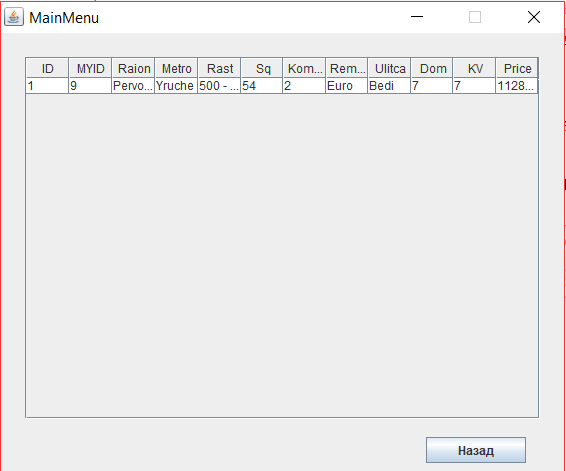 MainMenu
ID MYID Raion Metro Rast Sq Kom... Rem... Ulitca Dom KV Price
1 9 Pervo... Yruche 500 - ... 54 2 Euro Bedi 7 7 1128...
Назад